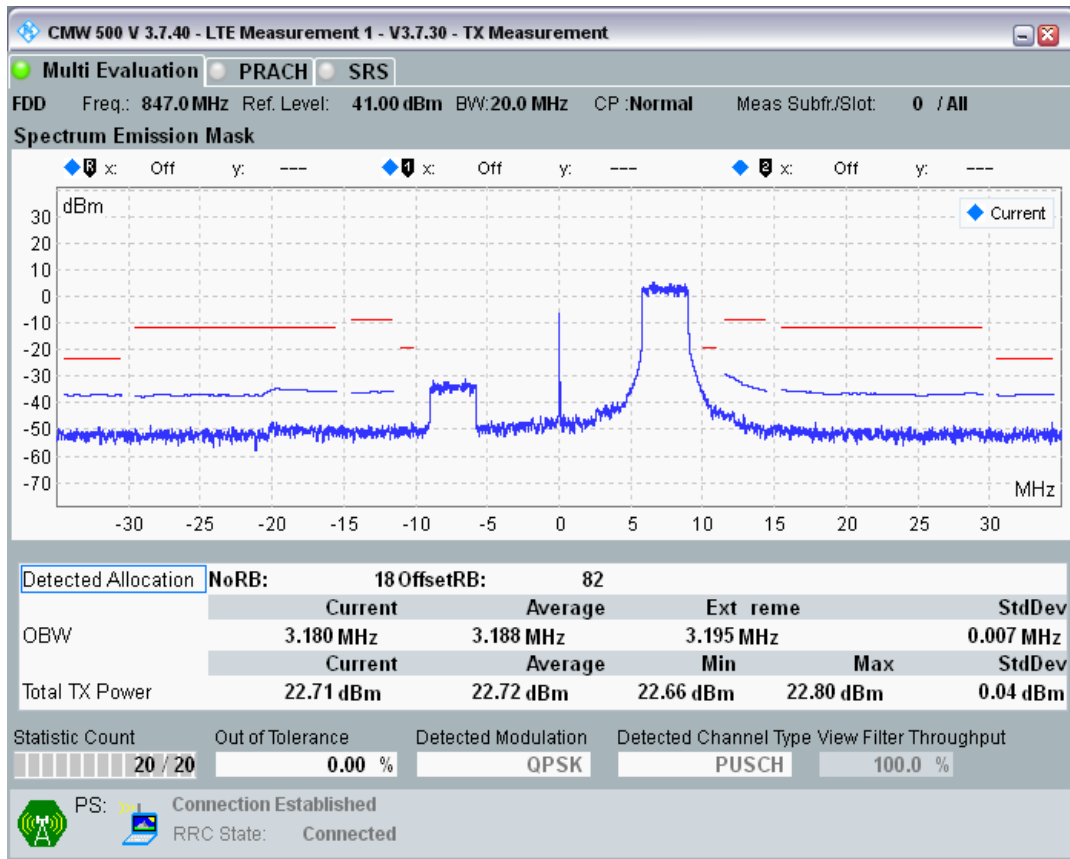 CMW 500 V 3.7.40 - LTE Measurement 1 - V3.7.30 - TX Measurement
Multi Evaluation PRACH SRS
FDD Freq.: 847.0 MHz Ref. Level: 41.00 dBm BW:20.0 MHz CP :Normal Meas Subfr./Slot: 0 / All
Spectrum Emission Mask
R x: Off y: --- 1 x: Off y: --- 2 x: Off y: ---
dBm
Current
30
20
10
0
-10
-20
-30
-40
-50
-60
-70
MHz
-30 -25 -20 -15 -10 -5 0 5 10 15 20 25 30
Detected Allocation NoRB: 18 OffsetRB: 82
Current Average Ext reme StdDev
OBW 3.180 MHz 3.188 MHz 3.195 MHz 0.007 MHz
Current Average Min Max StdDev
Total TX Power 22.71 dBm 22.72 dBm 22.66 dBm 22.80 dBm 0.04 dBm
Statistic Count Out of Tolerance Detected Modulation Detected Channel Type View Filter Throughput
20 / 20 0.00 % QPSK PUSCH 100.0 %
PS: Connection Established
RRC State: Connected